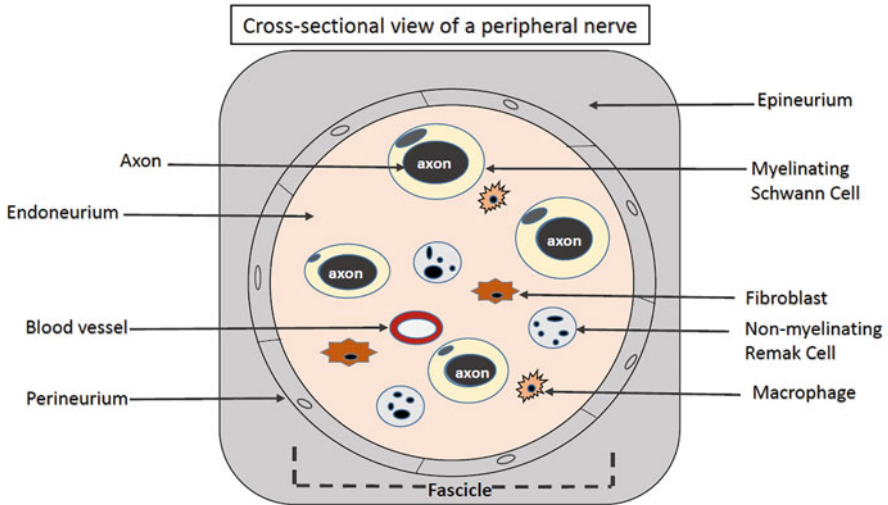 Cross-sectional view of a peripheral nerve
Epineurium
Axon
axon
Myelinating
Schwann Cell
Endoneurium
axon
axon
Fibroblast
Blood vessel
Non-myelinating
Remak Cell
axon
Perineurium
Macrophage
Fascicle